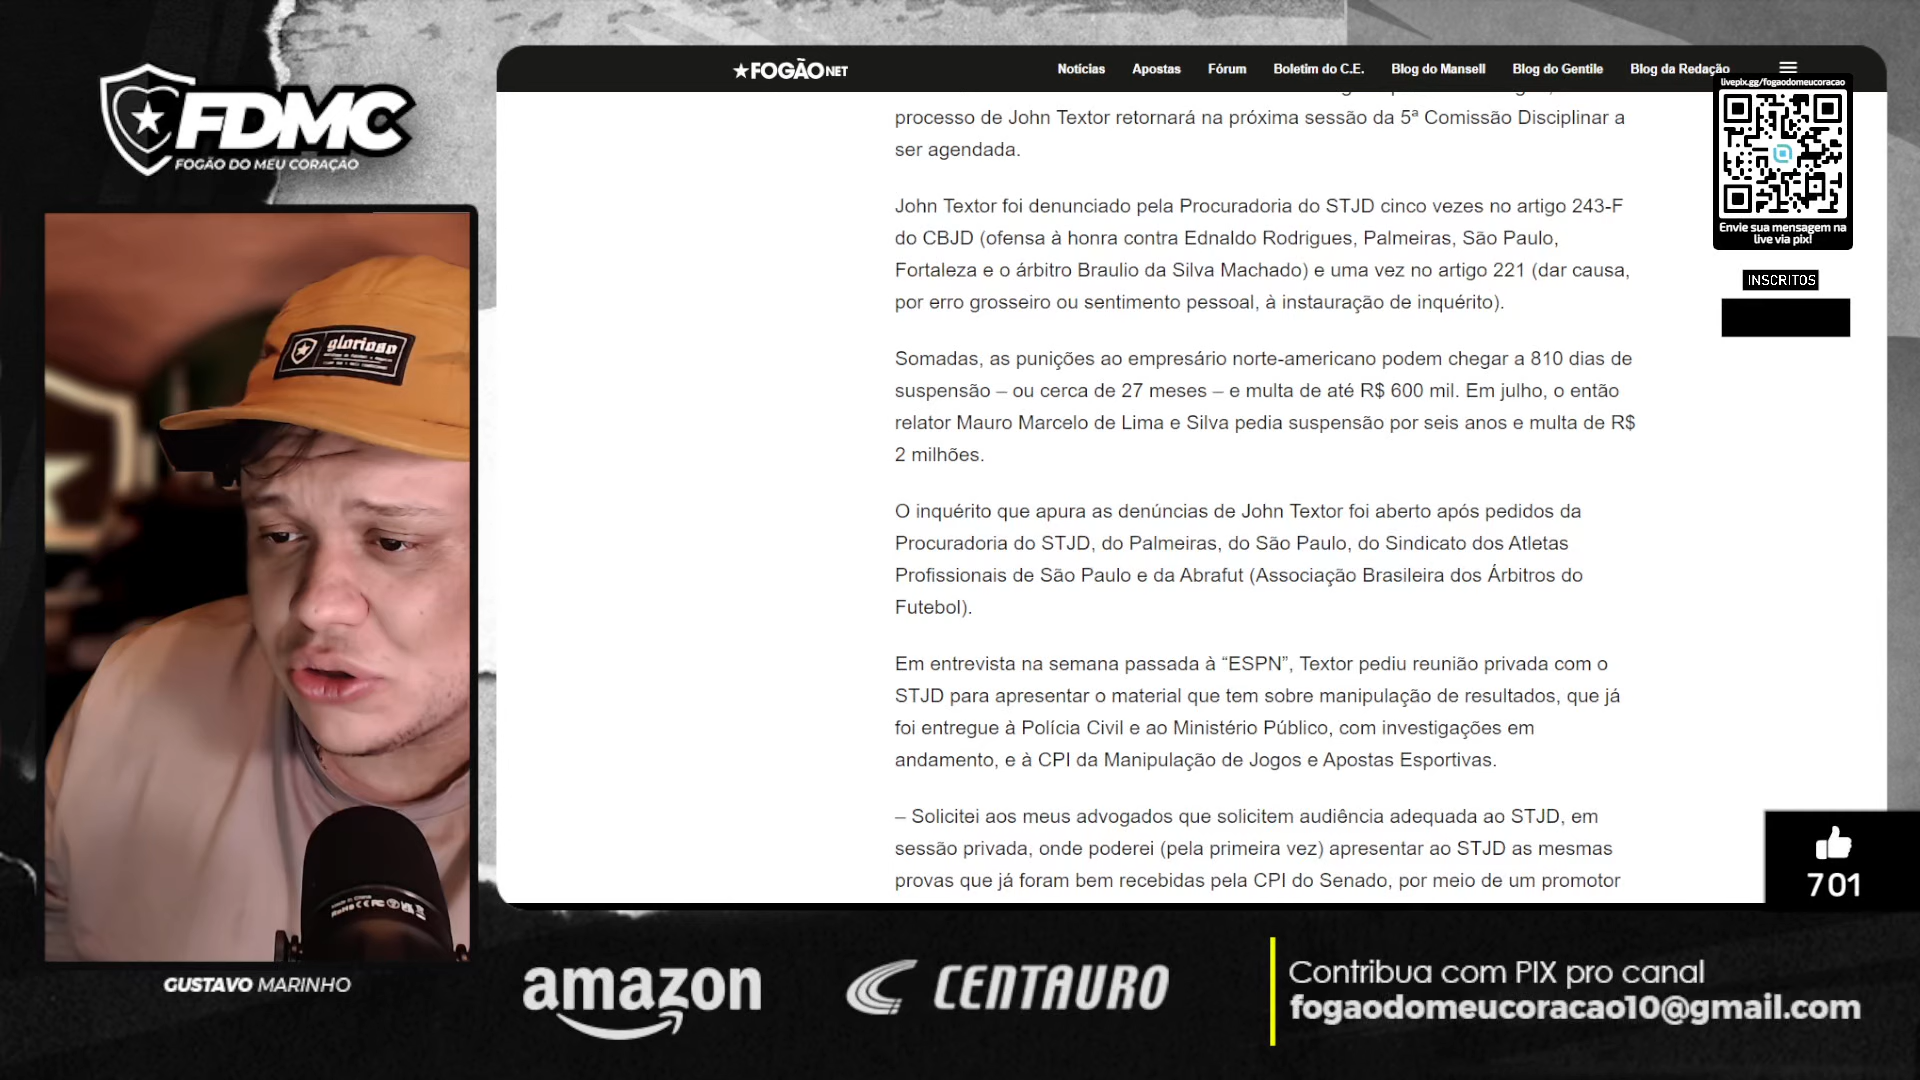 FDMC
FOGÃO DO MEU CORAÇÃO
FOGÃONET
Notícias
Apostas
Fórum
Boletim do C.E.
Blog do Mansell
Blog do Gentile
Blog da Redação
processo de John Textor retornará na próxima sessão da 5ª Comissão Disciplinar a
ser agendada.
John Textor foi denunciado pela Procuradoria do STJD cinco vezes no artigo 243-F
do CBJD (ofensa à honra contra Ednaldo Rodrigues, Palmeiras, São Paulo,
Fortaleza e o árbitro Braulio da Silva Machado) e uma vez no artigo 221 (dar causa,
por erro grosseiro ou sentimento pessoal, à instauração de inquérito).
Somadas, as punições ao empresário norte-americano podem chegar a 810 dias de
suspensão – ou cerca de 27 meses – e multa de até R$ 600 mil. Em julho, o então
relator Mauro Marcelo de Lima e Silva pedia suspensão por seis anos e multa de R$
2 milhões.
O inquérito que apura as denúncias de John Textor foi aberto após pedidos da
Procuradoria do STJD, do Palmeiras, do São Paulo, do Sindicato dos Atletas
Profissionais de São Paulo e da Abrafut (Associação Brasileira dos Árbitros do
Futebol).
Em entrevista na semana passada à “ESPN”, Textor pediu reunião privada com o
STJD para apresentar o material que tem sobre manipulação de resultados, que já
foi entregue à Polícia Civil e ao Ministério Público, com investigações em
andamento, e à CPI da Manipulação de Jogos e Apostas Esportivas.
– Solicitei aos meus advogados que solicitem audiência adequada ao STJD, em
sessão privada, onde poderei (pela primeira vez) apresentar ao STJD as mesmas
provas que já foram bem recebidas pela CPI do Senado, por meio de um promotor
livepix.gg/fogaodomeucoracao
Envie sua mensagem na
live via pix!
INSCRITOS
701
glorioso
GUSTAVO MARINHO
amazon
CENTAURO
Contribua com PIX pro canal
fogaodomeucoracao10@gmail.com